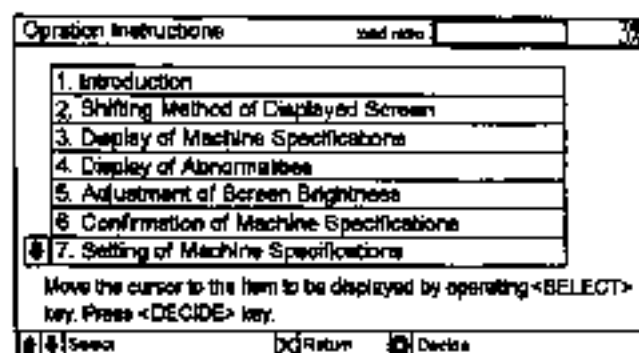 Opration Instructions
1. Introduction
2. Shifting Method of Displayed Screen
3. Display of Machine Specifications
4. Display of Abnormalities
5. Adjustment of Screen Brightness
6. Confirmation of Machine Specifications
7. Setting of Machine Specifications
Move the cursor to the item to be displayed by operating <SELECT>
key. Press <DECIDE> key.
Select Return Decide